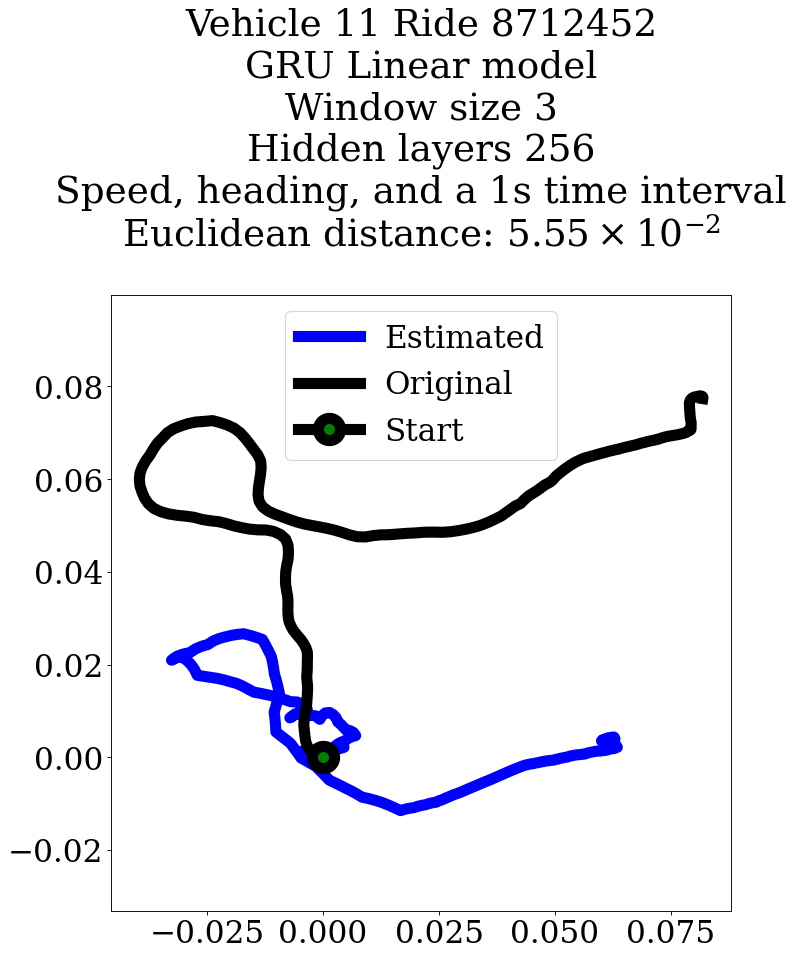 Vehicle 11 Ride 8712452
GRU Linear model
Window size 3
Hidden layers 256
Speed, heading, and a 1s time interval
Euclidean distance: 5.55 × 10⁻²
Estimated
Original
Start
0.08
0.06
0.04
0.02
0.00
−0.02
−0.025 0.000 0.025 0.050 0.075